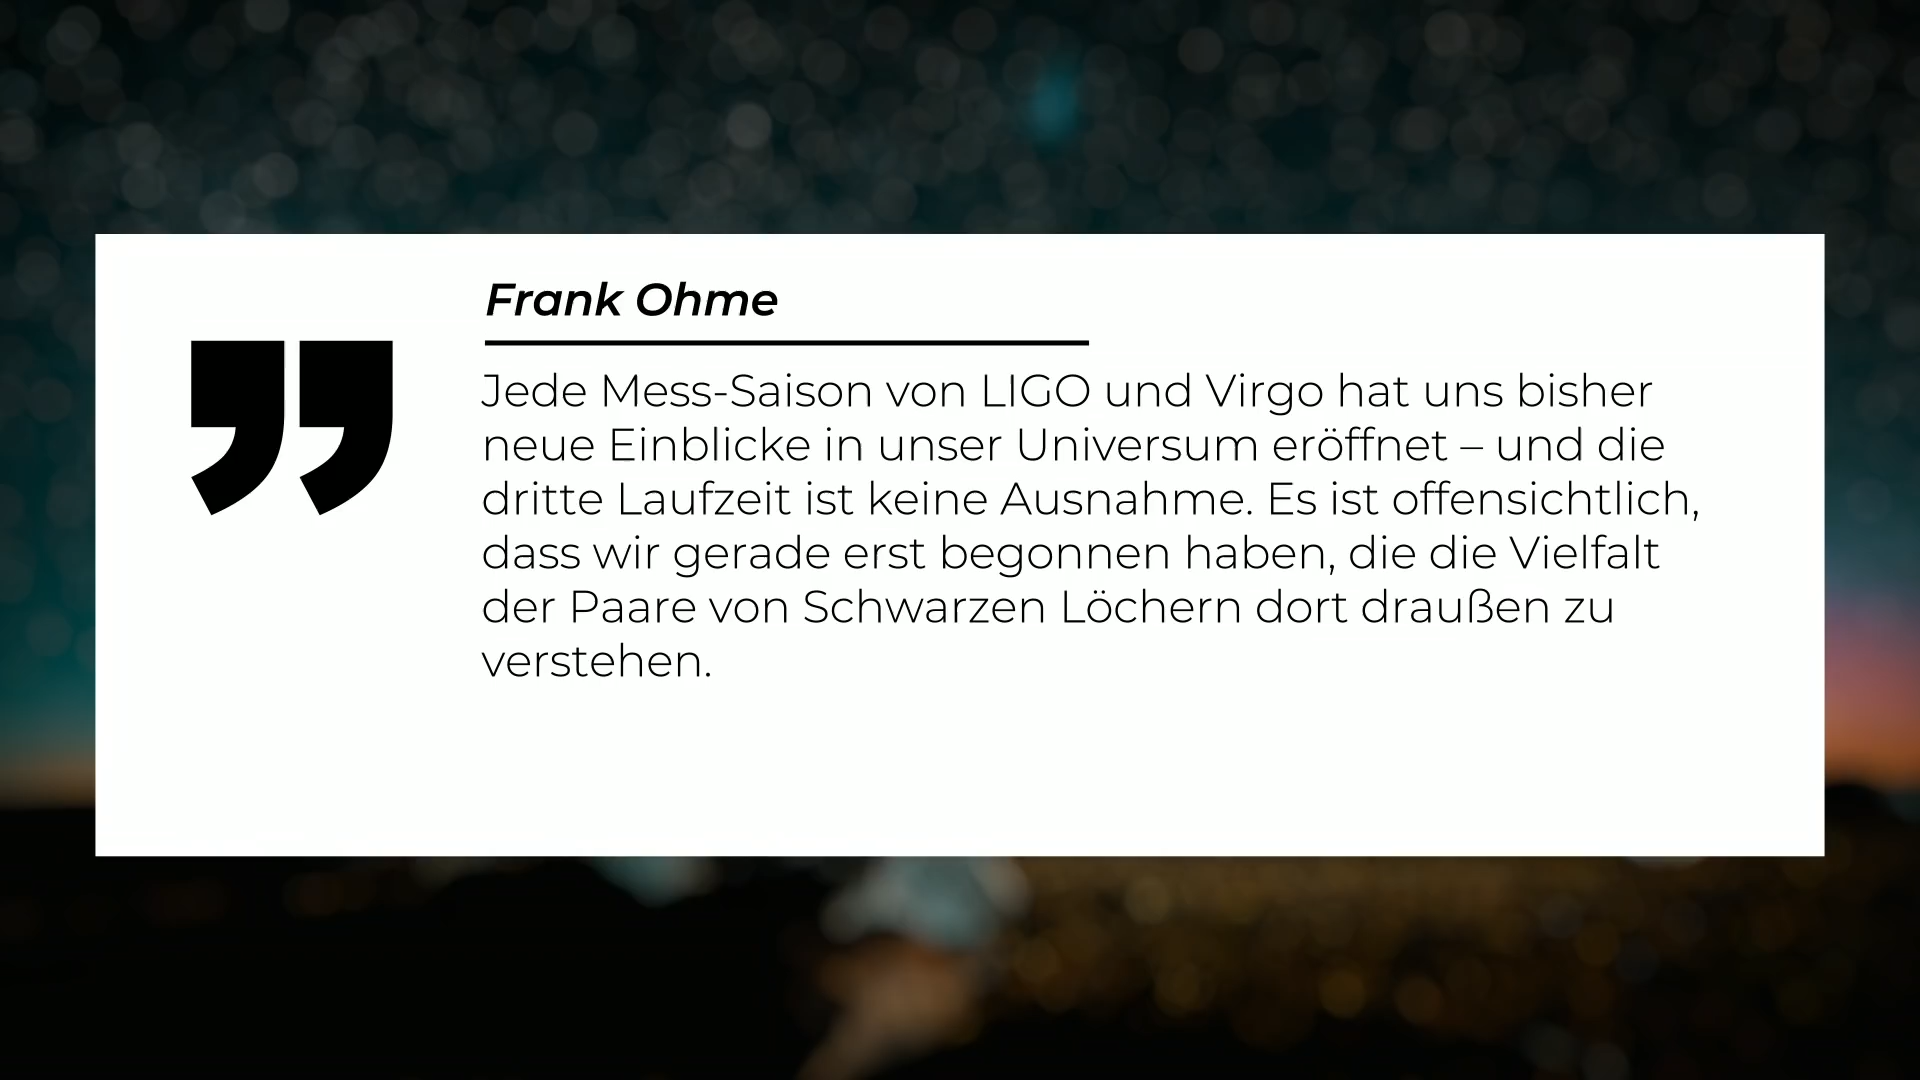 Frank Ohme
Jede Mess-Saison von LIGO und Virgo hat uns bisher
neue Einblicke in unser Universum eröffnet – und die
dritte Laufzeit ist keine Ausnahme. Es ist offensichtlich,
dass wir gerade erst begonnen haben, die die Vielfalt
der Paare von Schwarzen Löchern dort draußen zu
verstehen.